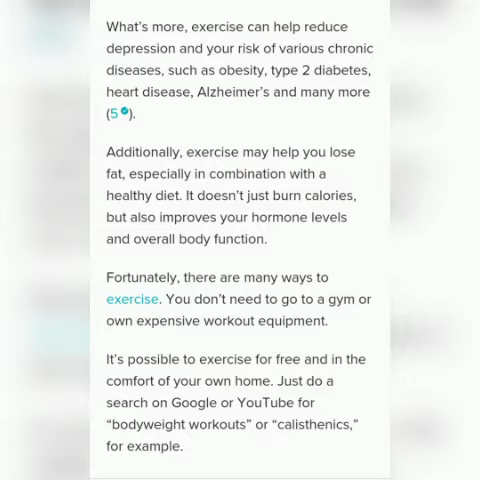 What's more, exercise can help reduce
depression and your risk of various chronic
diseases, such as obesity, type 2 diabetes,
heart disease, Alzheimer's and many more
(5).
Additionally, exercise may help you lose
fat, especially in combination with a
healthy diet. It doesn't just burn calories,
but also improves your hormone levels
and overall body function.
Fortunately, there are many ways to
exercise. You don't need to go to a gym or
own expensive workout equipment.
It's possible to exercise for free and in the
comfort of your own home. Just do a
search on Google or YouTube for
“bodyweight workouts” or “calisthenics,”
for example.